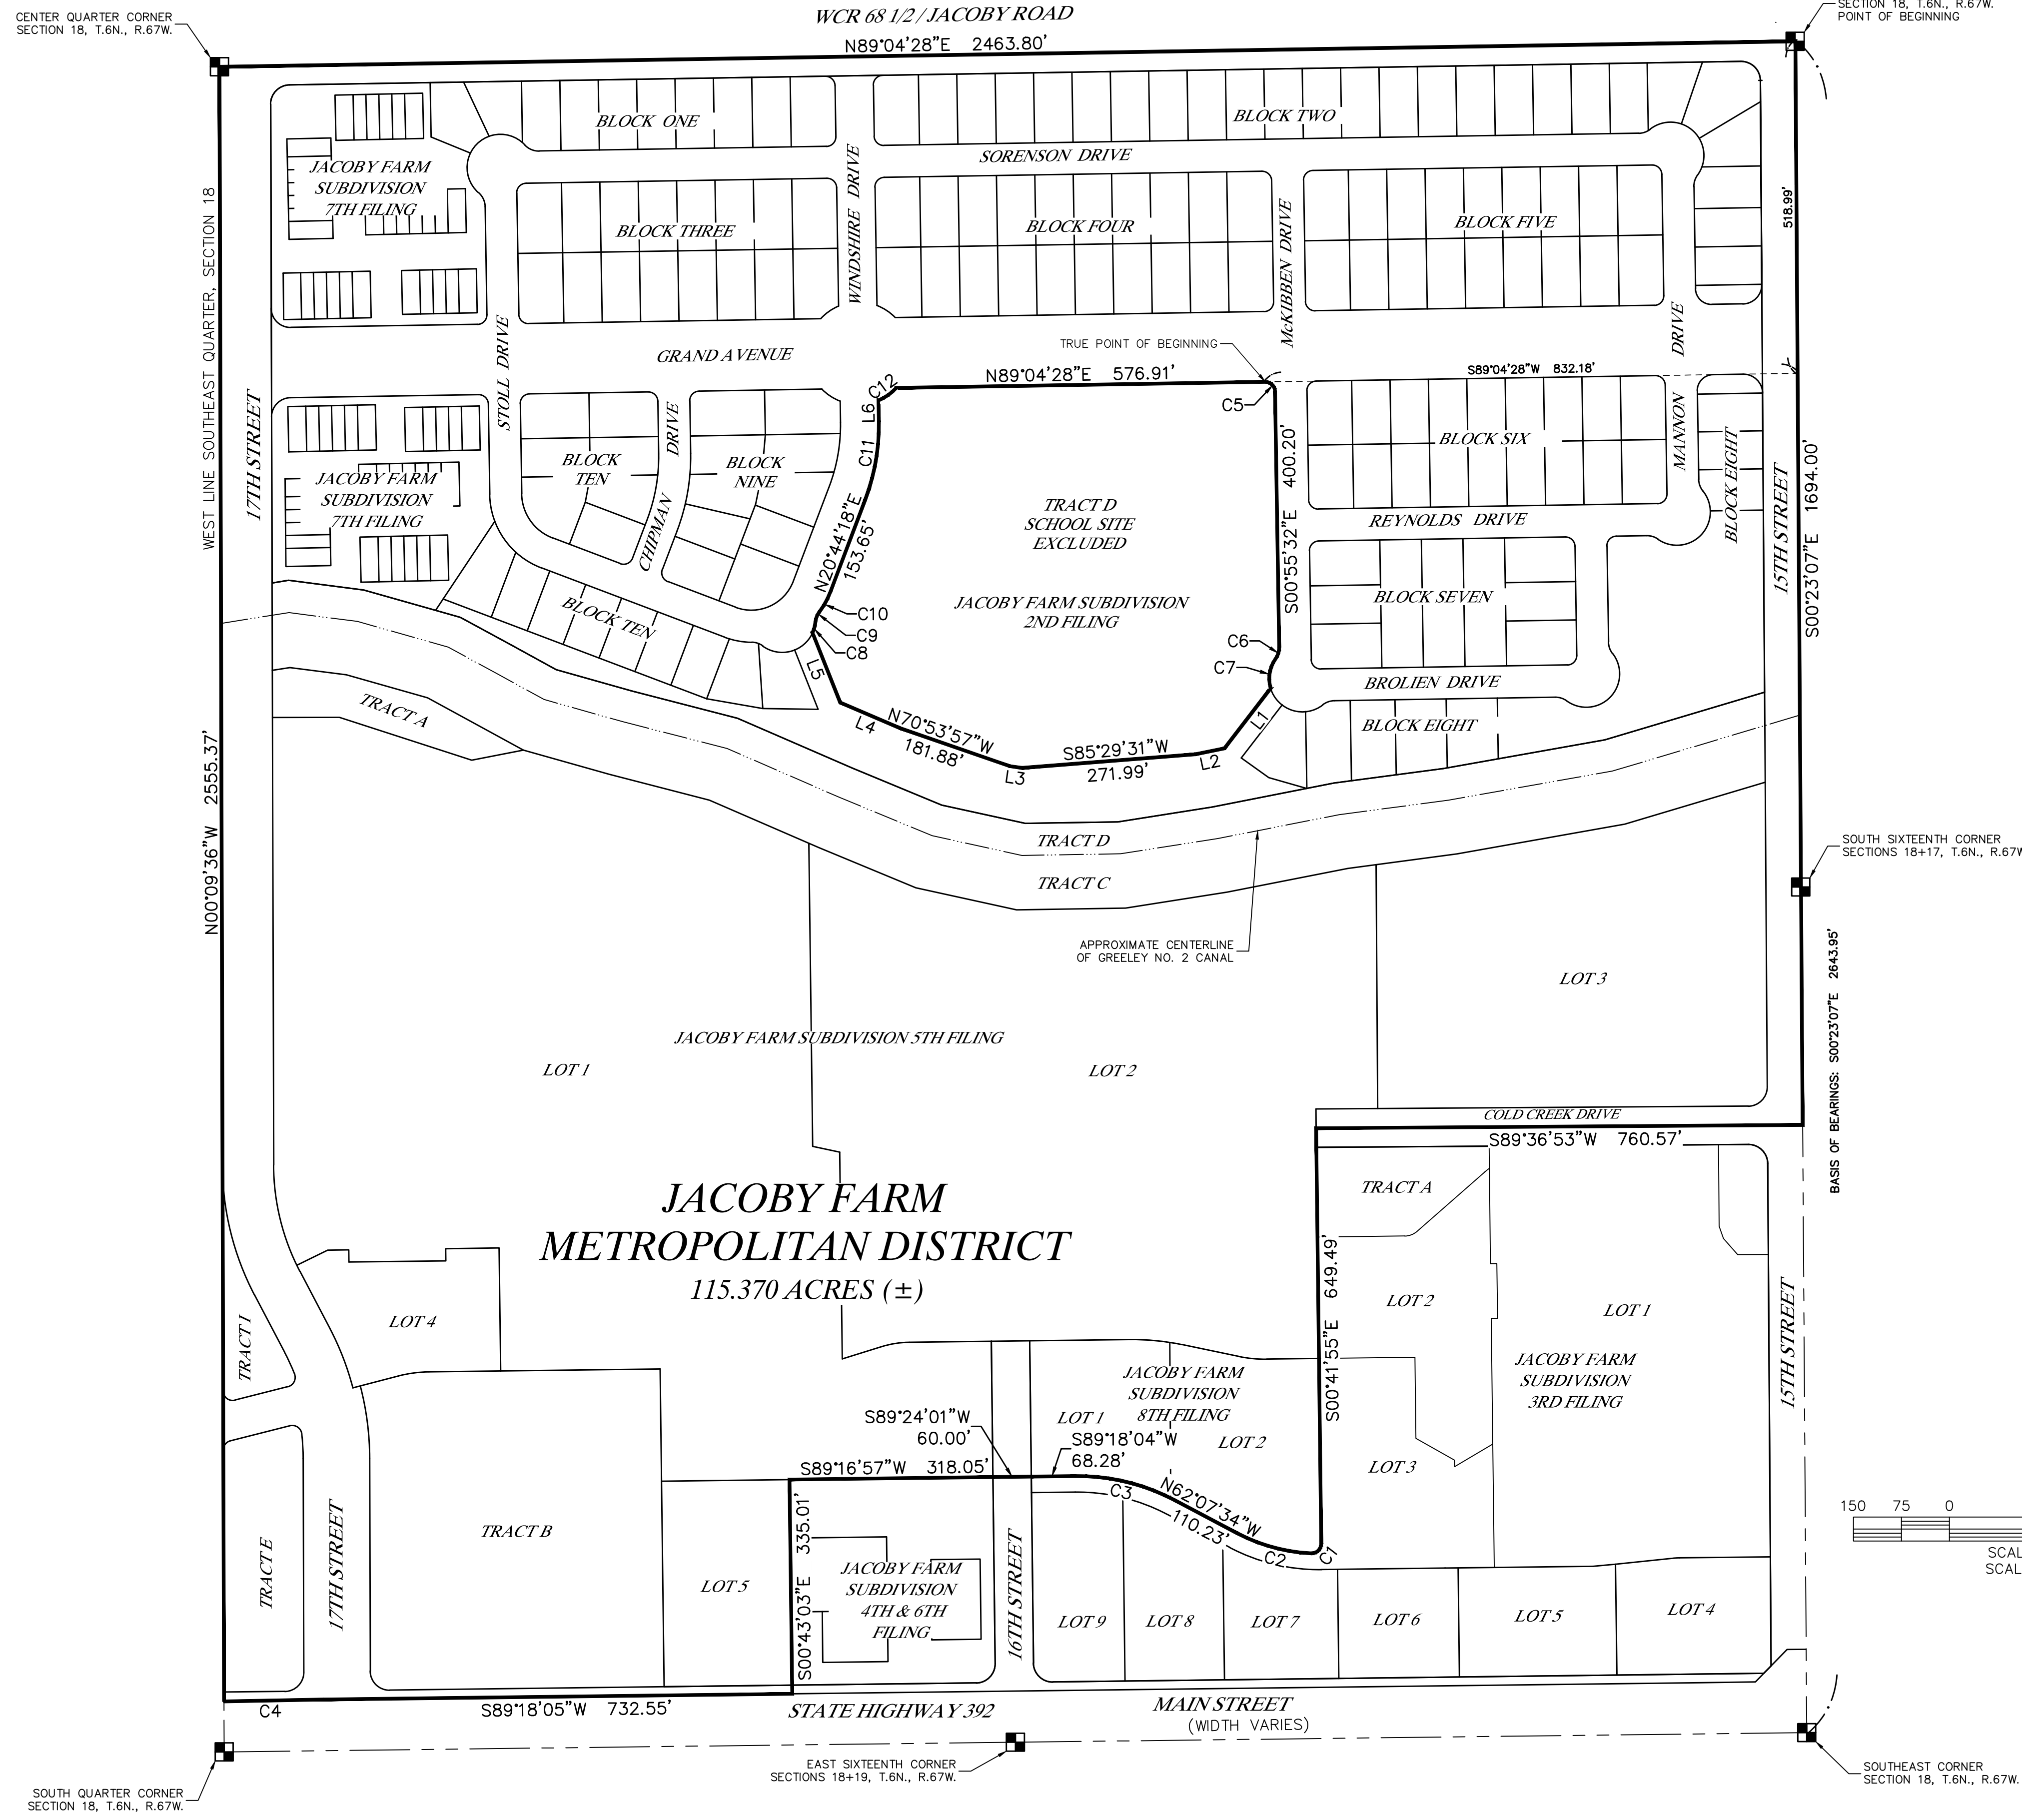 CENTER QUARTER CORNER
SECTION 18, T.6N., R.67W.
WCR 68 1/2 / JACOBY ROAD
N89°04'28"E 2463.80'
SECTION 18, T.6N., R.67W.
POINT OF BEGINNING
BLOCK ONE
BLOCK TWO
SORENSON DRIVE
JACOBY FARM
SUBDIVISION
7TH FILING
WEST LINE SOUTHEAST QUARTER, SECTION 18
WINDSHIRE DRIVE
BLOCK THREE
BLOCK FOUR
McKIBBEN DRIVE
BLOCK FIVE
518.99'
STOLL DRIVE
GRAND AVENUE
TRUE POINT OF BEGINNING
MANNON DRIVE
N89°04'28"E 576.91'
S89°04'28"W 832.18'
C12
L6
C5
17TH STREET
DRIVE
CHIPMAN
BLOCK
TEN
BLOCK
NINE
C11
400.20'
S00°55'32"E
BLOCK SIX
BLOCK EIGHT
15TH STREET
S00°23'07"E 1694.00'
JACOBY FARM
SUBDIVISION
7TH FILING
TRACT D
SCHOOL SITE
EXCLUDED
REYNOLDS DRIVE
N20°44'18"E
153.65'
JACOBY FARM SUBDIVISION
2ND FILING
BLOCK SEVEN
BLOCK TEN
C10
C9
C8
C6
C7
L5
BROLIEN DRIVE
TRACT A
L4
N70°53'57"W
181.88'
L3
S85°29'31"W
271.99'
L2
L1
BLOCK EIGHT
N00°09'36"W 2555.37'
TRACT D
TRACT C
SOUTH SIXTEENTH CORNER
SECTIONS 18+17, T.6N., R.67W
APPROXIMATE CENTERLINE
OF GREELEY NO. 2 CANAL
BASIS OF BEARINGS: S00°23'07"E 2643.95'
LOT 3
JACOBY FARM SUBDIVISION 5TH FILING
LOT 1
LOT 2
COLD CREEK DRIVE
S89°36'53"W 760.57'
JACOBY FARM
METROPOLITAN DISTRICT
115.370 ACRES (±)
TRACT A
S00°41'55"E 649.49'
LOT 2
LOT 1
JACOBY FARM
SUBDIVISION
3RD FILING
15TH STREET
TRACT I
LOT 4
JACOBY FARM
SUBDIVISION
8TH FILING
LOT 1
LOT 2
LOT 3
S89°24'01"W
60.00'
S89°18'04"W
68.28'
S89°16'57"W 318.05'
C3
N62°07'34"W
110.23'
C2
C1
150 75 0
SCAL
SCAL
TRACT E
17TH STREET
TRACT B
LOT 5
S00°43'03"E 335.01'
JACOBY FARM
SUBDIVISION
4TH & 6TH
FILING
16TH STREET
LOT 9
LOT 8
LOT 7
LOT 6
LOT 5
LOT 4
C4
S89°18'05"W 732.55'
STATE HIGHWAY 392
MAIN STREET
(WIDTH VARIES)
SOUTH QUARTER CORNER
SECTION 18, T.6N., R.67W.
EAST SIXTEENTH CORNER
SECTIONS 18+19, T.6N., R.67W.
SOUTHEAST CORNER
SECTION 18, T.6N., R.67W.